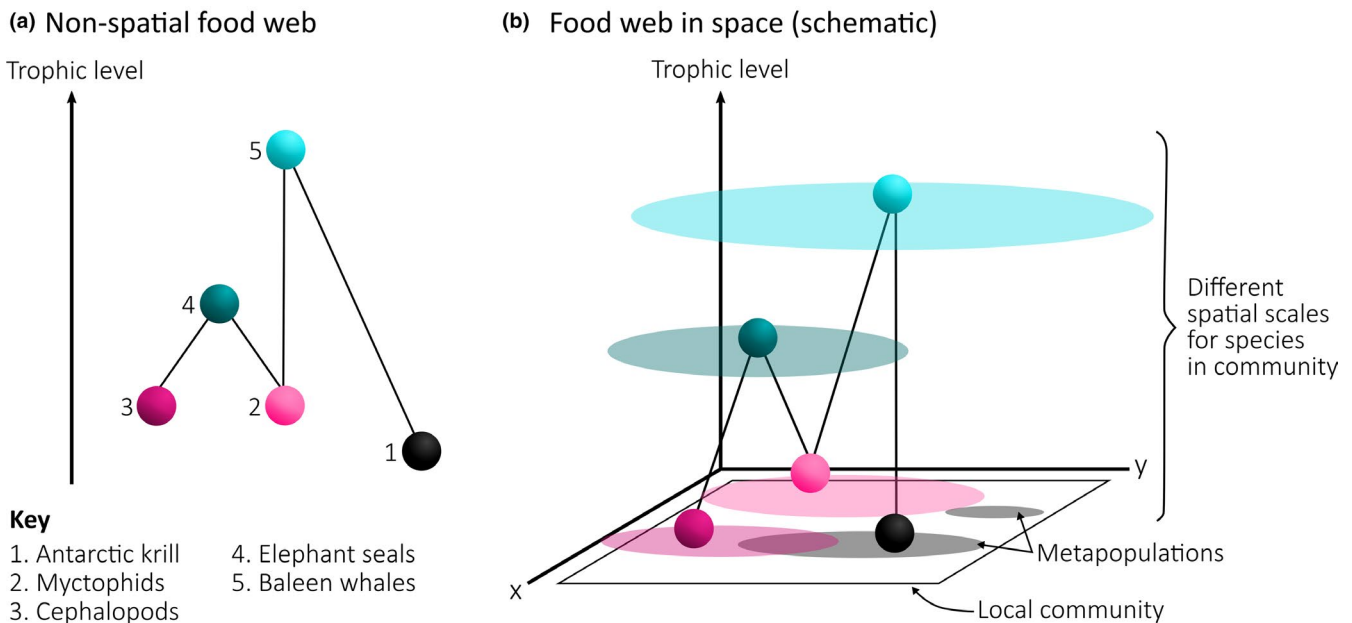 (a) Non-spatial food web
Trophic level
5
4
3
2
1
Key
1. Antarctic krill
2. Myctophids
3. Cephalopods
4. Elephant seals
5. Baleen whales
(b) Food web in space (schematic)
Trophic level
y
x
Different
spatial scales
for species
in community
Metapopulations
Local community